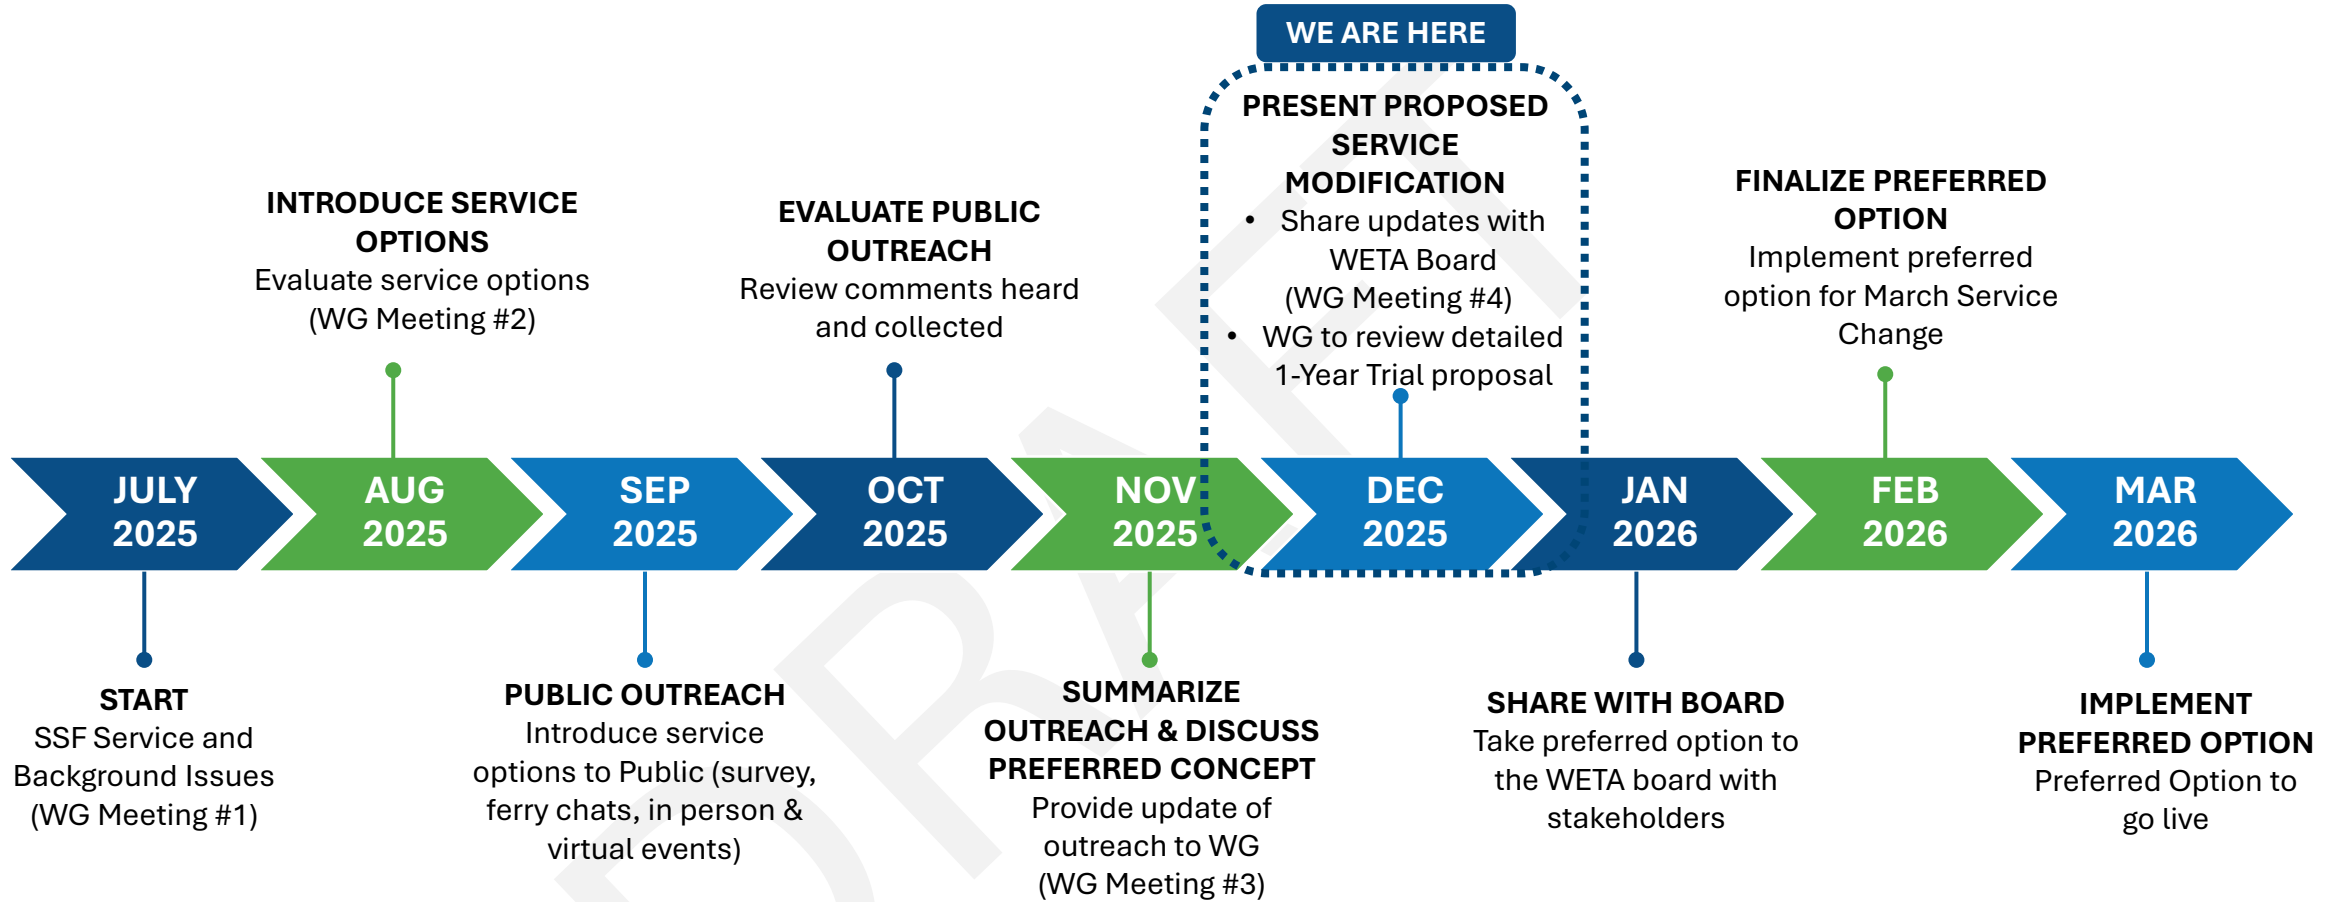 WE ARE HERE
PRESENT PROPOSED
SERVICE
MODIFICATION
• Share updates with
WETA Board
(WG Meeting #4)
• WG to review detailed
1-Year Trial proposal
INTRODUCE SERVICE
OPTIONS
Evaluate service options
(WG Meeting #2)
EVALUATE PUBLIC
OUTREACH
Review comments heard
and collected
FINALIZE PREFERRED
OPTION
Implement preferred
option for March Service
Change
JULY
2025
AUG
2025
SEP
2025
OCT
2025
NOV
2025
DEC
2025
JAN
2026
FEB
2026
MAR
2026
START
SSF Service and
Background Issues
(WG Meeting #1)
PUBLIC OUTREACH
Introduce service
options to Public (survey,
ferry chats, in person &
virtual events)
SUMMARIZE
OUTREACH & DISCUSS
PREFERRED CONCEPT
Provide update of
outreach to WG
(WG Meeting #3)
SHARE WITH BOARD
Take preferred option to
the WETA board with
stakeholders
IMPLEMENT
PREFERRED OPTION
Preferred Option to
go live
DRAFT